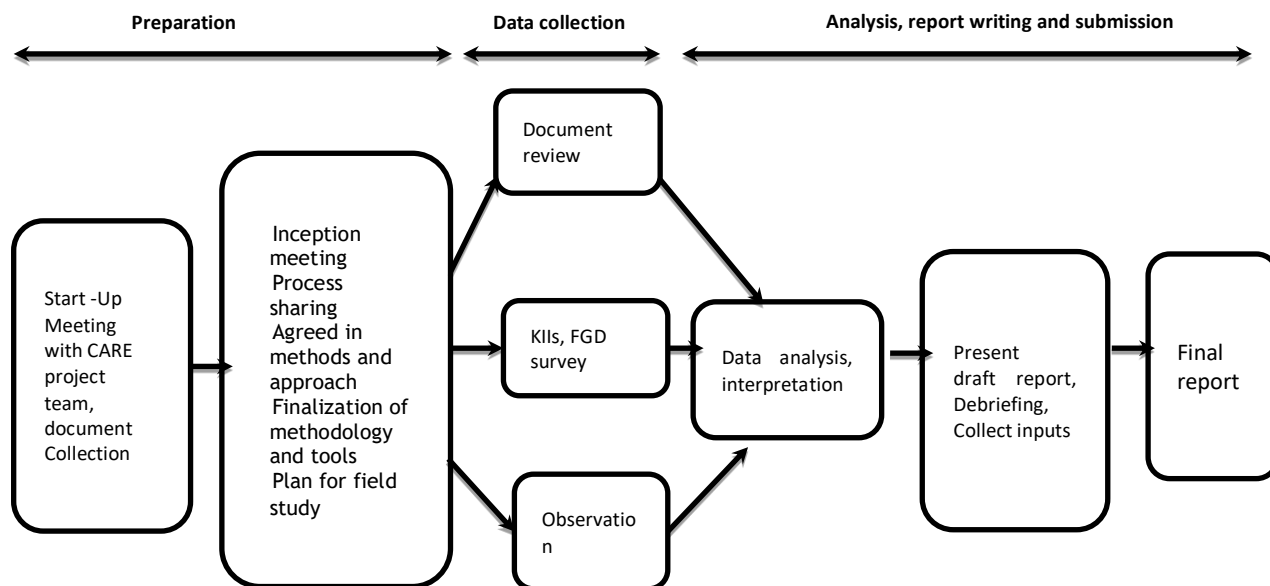 Preparation
Data collection
Analysis, report writing and submission
Start -Up
Meeting
with CARE
project
team,
document
Collection
Inception
meeting
Process
sharing
Agreed in
methods and
approach
Finalization of
methodology
and tools
Plan for field
study
Document
review
KIIs, FGD
survey
Observatio
n
Data analysis,
interpretation
Present
draft report,
Debriefing,
Collect inputs
Final
report